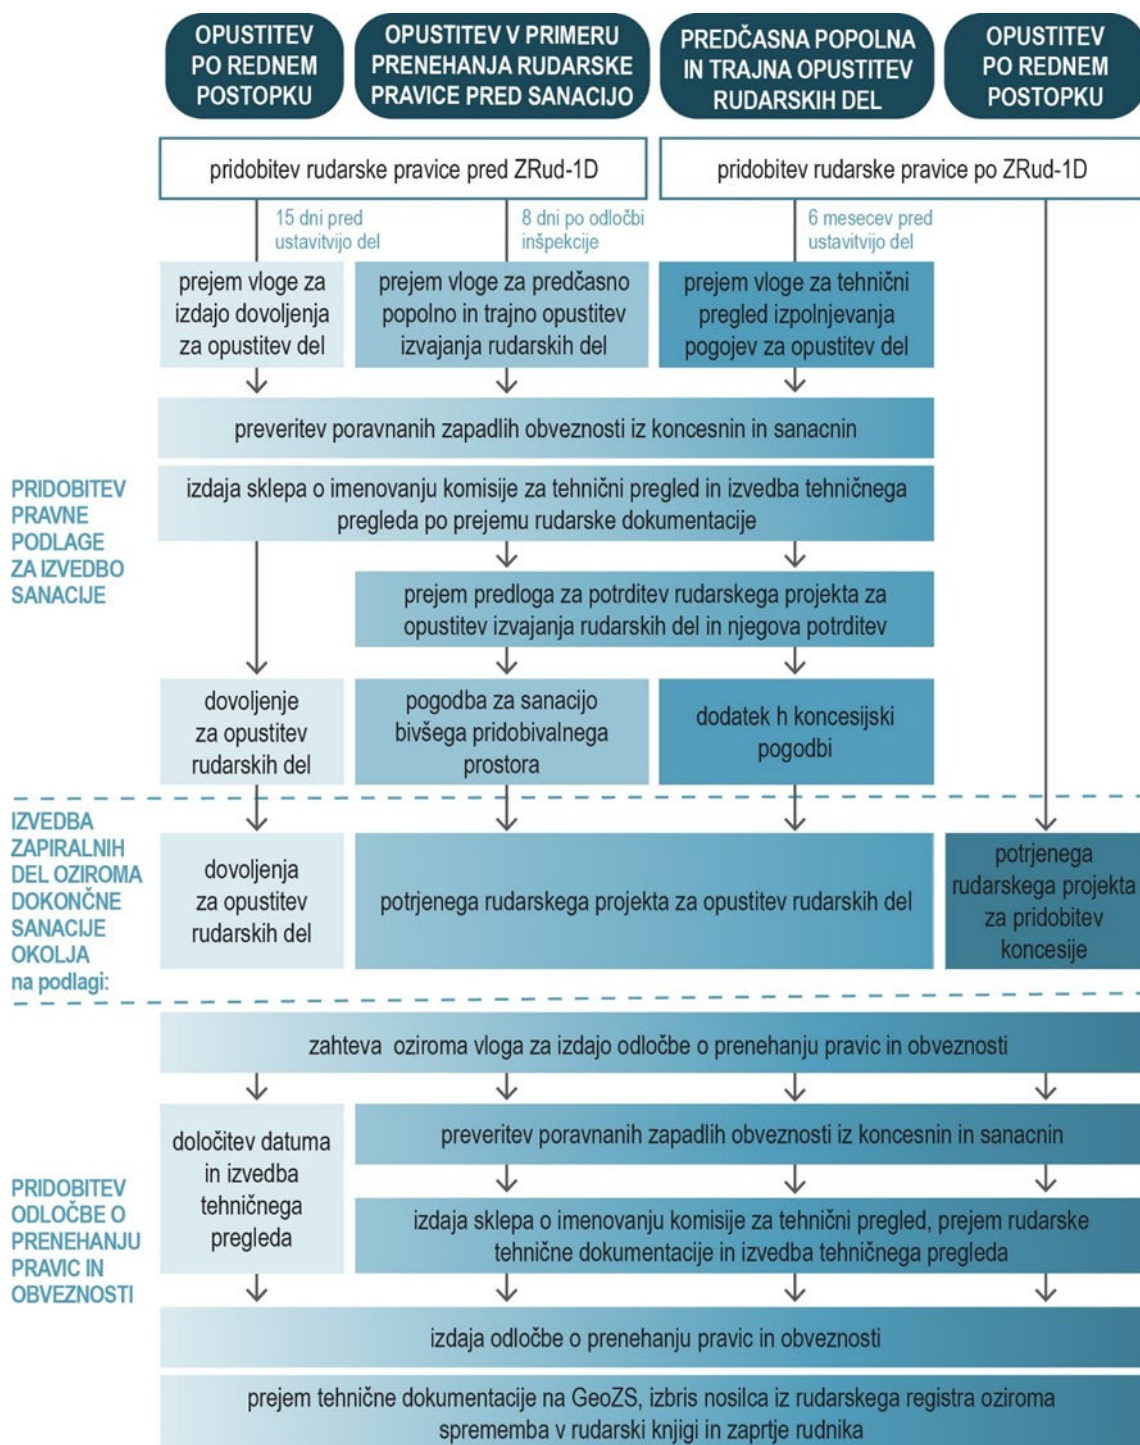 OPUSTITEV
PO REDNEM
POSTOPKU
OPUSTITEV V PRIMERU
PRENEHANJA RUDARSKE
PRAVICE PRED SANACIJO
PREDČASNA POPOLNA
IN TRAJNA OPUSTITEV
RUDARSKIH DEL
OPUSTITEV
PO REDNEM
POSTOPKU
pridobitev rudarske pravice pred ZRud-1D
pridobitev rudarske pravice po ZRud-1D
15 dni pred
ustavitvijo del
8 dni po odločbi
inšpekcije
6 mesecev pred
ustavitvijo del
prejem vloge za
izdajo dovoljenja
za opustitev del
prejem vloge za predčasno
popolno in trajno opustitev
izvajanja rudarskih del
prejem vloge za tehnični
pregled izpolnjevanja
pogojev za opustitev del
preveritev poravnanih zapadlih obveznosti iz koncesnin in sanacnin
PRIDOBITEV
PRAVNE
PODLAGE
ZA IZVEDBO
SANACIJE
izdaja sklepa o imenovanju komisije za tehnični pregled in izvedba tehničnega
pregleda po prejemu rudarske dokumentacije
prejem predloga za potrditev rudarskega projekta za
opustitev izvajanja rudarskih del in njegova potrditev
dovoljenje
za opustitev
rudarskih del
pogodba za sanacijo
bivšega pridobivalnega
prostora
dodatek h koncesijski
pogodbi
IZVEDBA
ZAPIRALNIH
DEL OZIROMA
DOKONČNE
SANACIJE
OKOLJA
na podlagi:
dovoljenja
za opustitev
rudarskih del
potrjenega rudarskega projekta za opustitev rudarskih del
potrjenega
rudarskega projekta
za pridobitev
koncesije
zahteva oziroma vloga za izdajo odločbe o prenehanju pravic in obveznosti
PRIDOBITEV
ODLOČBE O
PRENEHANJU
PRAVIC IN
OBVEZNOSTI
določitev datuma
in izvedba
tehničnega
pregleda
preveritev poravnanih zapadlih obveznosti iz koncesnin in sanacnin
izdaja sklepa o imenovanju komisije za tehnični pregled, prejem rudarske
tehnične dokumentacije in izvedba tehničnega pregleda
izdaja odločbe o prenehanju pravic in obveznosti
prejem tehnične dokumentacije na GeoZS, izbris nosilca iz rudarskega registra oziroma
sprememba v rudarski knjigi in zaprtje rudnika